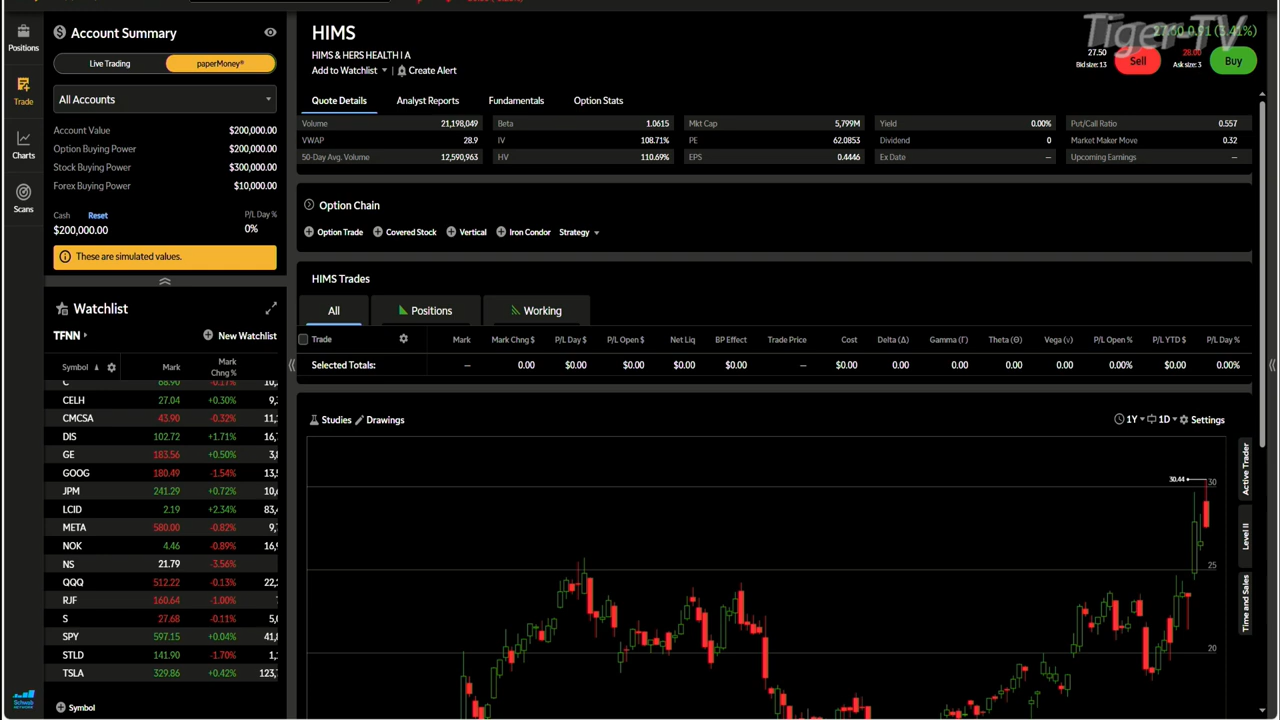 Positions
Trade
Charts
Scans
Account Summary
Live Trading
paperMoney®
All Accounts
Account Value $200,000.00
Option Buying Power $200,000.00
Stock Buying Power $300,000.00
Forex Buying Power $10,000.00
Cash Reset P/L Day %
$200,000.00 0%
These are simulated values.
Watchlist
TFNN New Watchlist
Symbol Mark Mark Chng %
C 68.90 -0.17%
CELH 27.04 +0.30%
CMCSA 43.90 -0.32%
DIS 102.72 +1.71%
GE 183.56 +0.50%
GOOG 180.49 -1.54%
JPM 241.29 +0.72%
LCID 2.19 +2.34%
META 580.00 -0.82%
NOK 4.46 -0.89%
NS 21.79 -3.56%
QQQ 512.22 -0.13%
RJF 160.64 -1.00%
S 27.68 -0.11%
SPY 597.15 +0.04%
STLD 141.90 -1.70%
TSLA 329.86 +0.42%
Symbol
Schwab
NETWORK
HIMS
HIMS & HERS HEALTH I A
Add to Watchlist Create Alert
Tiger-TV
27.50
Bid size: 13
Sell
28.00
Ask size: 3
Buy
Quote Details Analyst Reports Fundamentals Option Stats
Volume 21,198,049 Beta 1.0615 Mkt Cap 5,799M Yield 0.00% Put/Call Ratio 0.557
VWAP 28.9 IV 108.71% PE 62.0853 Dividend 0 Market Maker Move 0.32
50-Day Avg. Volume 12,590,963 HV 110.69% EPS 0.4446 Ex Date – Upcoming Earnings –
Option Chain
Option Trade Covered Stock Vertical Iron Condor Strategy
HIMS Trades
All Positions Working
Trade Mark Mark Chng $ P/L Day $ P/L Open $ Net Liq BP Effect Trade Price Cost Delta (Δ) Gamma (Γ) Theta (Θ) Vega (ν) P/L Open % P/L YTD $ P/L Day %
Selected Totals: – 0.00 $0.00 $0.00 $0.00 $0.00 – $0.00 0.00 0.00 0.00 0.00 0.00% $0.00 0.00%
Studies Drawings 1Y 1D Settings
30.44
30
25
20
Active Trader
Level II
Time and Sales